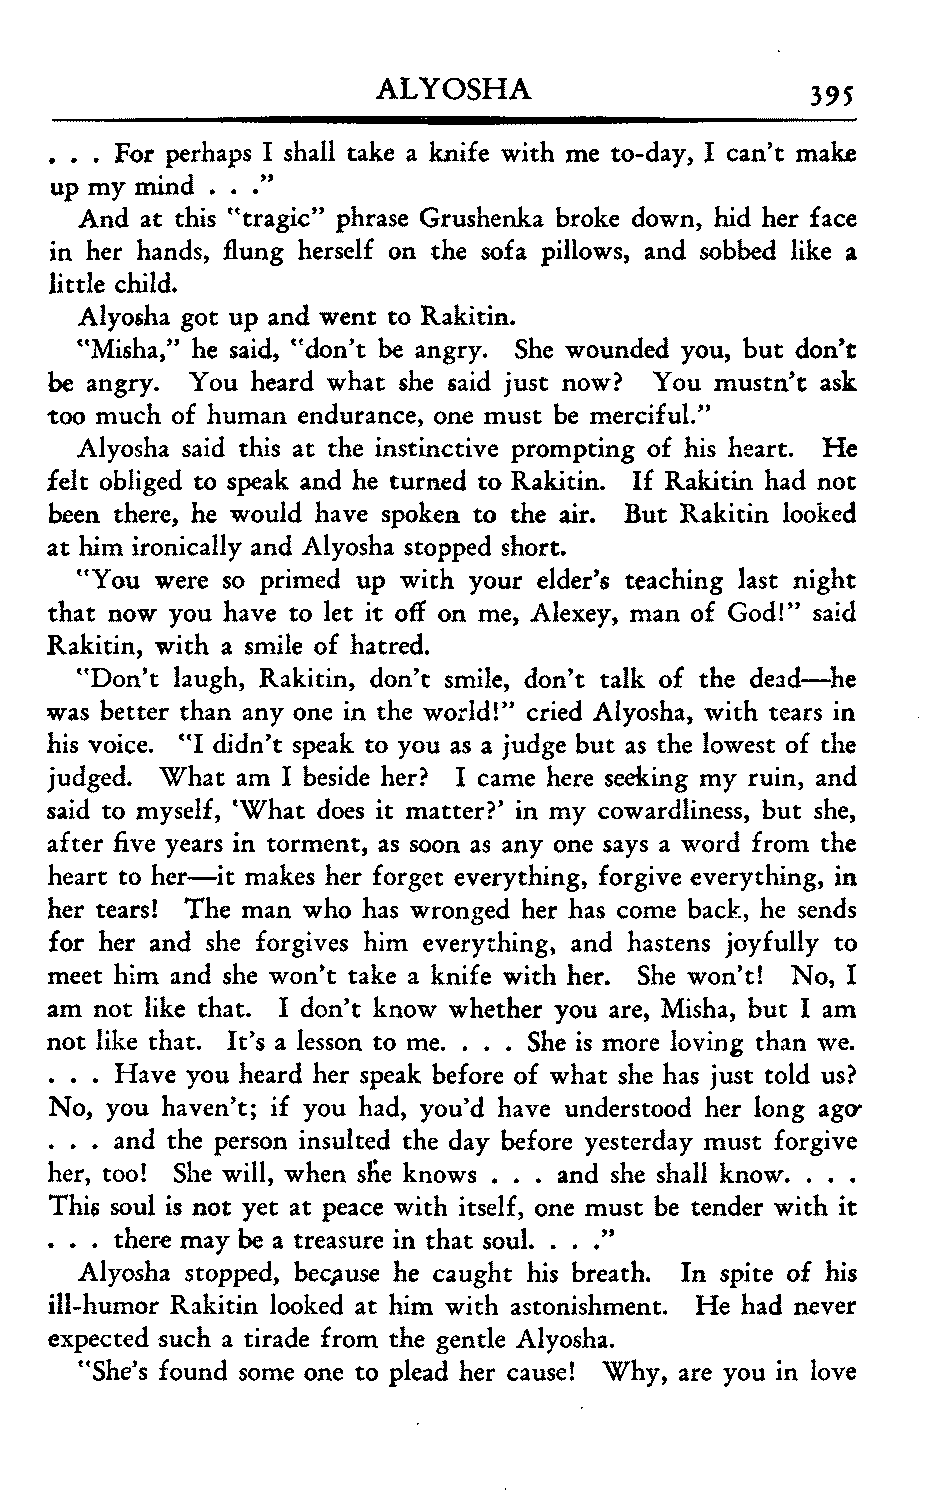 ALYOSHA 395
. . . For perhaps I shall take a knife with me to-day, I can't make
up my mind . . ."
And at this "tragic" phrase Grushenka broke down, hid her face
in her hands, flung herself on the sofa pillows, and sobbed like a
little child.
Alyosha got up and went to Rakitin.
"Misha," he said, "don't be angry. She wounded you, but don't
be angry. You heard what she said just now? You mustn't ask
too much of human endurance, one must be merciful."
Alyosha said this at the instinctive prompting of his heart. He
felt obliged to speak and he turned to Rakitin. If Rakitin had not
been there, he would have spoken to the air. But Rakitin looked
at him ironically and Alyosha stopped short.
"You were so primed up with your elder's teaching last night
that now you have to let it off on me, Alexey, man of God!" said
Rakitin, with a smile of hatred.
"Don't laugh, Rakitin, don't smile, don't talk of the dead—he
was better than any one in the world!" cried Alyosha, with tears in
his voice. "I didn't speak to you as a judge but as the lowest of the
judged. What am I beside her? I came here seeking my ruin, and
said to myself, 'What does it matter?' in my cowardliness, but she,
after five years in torment, as soon as any one says a word from the
heart to her—it makes her forget everything, forgive everything, in
her tears! The man who has wronged her has come back, he sends
for her and she forgives him everything, and hastens joyfully to
meet him and she won't take a knife with her. She won't! No, I
am not like that. I don't know whether you are, Misha, but I am
not like that. It's a lesson to me. . . . She is more loving than we.
. . . Have you heard her speak before of what she has just told us?
No, you haven't; if you had, you'd have understood her long ago
. . . and the person insulted the day before yesterday must forgive
her, too! She will, when she knows . . . and she shall know. . . .
This soul is not yet at peace with itself, one must be tender with it
. . . there may be a treasure in that soul. . . ."
Alyosha stopped, because he caught his breath. In spite of his
ill-humor Rakitin looked at him with astonishment. He had never
expected such a tirade from the gentle Alyosha.
"She's found some one to plead her cause! Why, are you in love